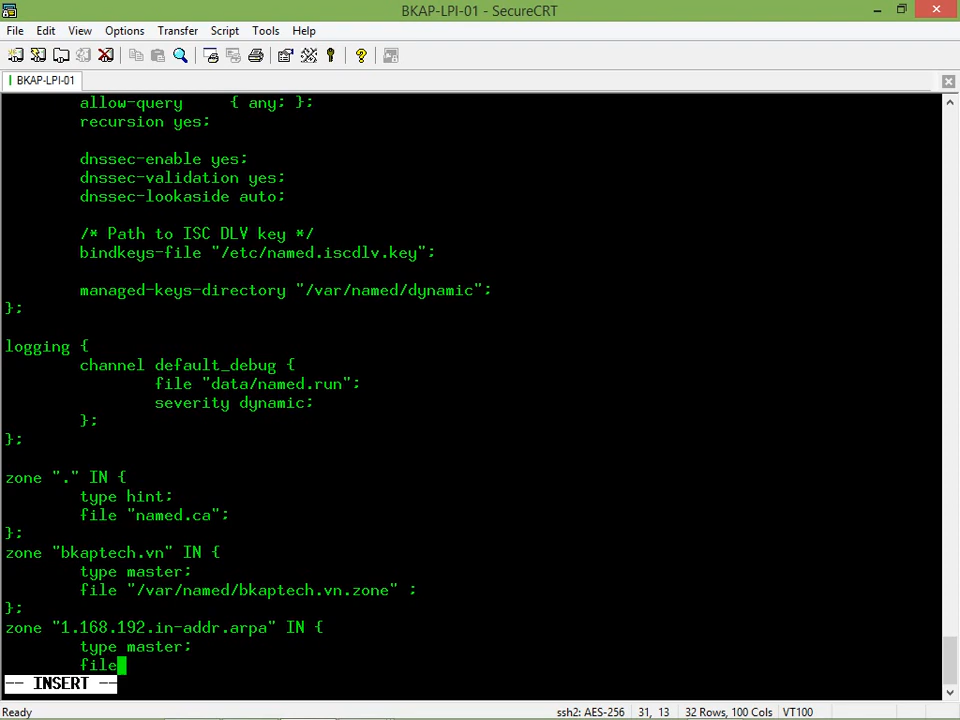 BKAP-LPI-01 - SecureCRT
File Edit View Options Transfer Script Tools Help
BKAP-LPI-01
allow-query { any; };
recursion yes;
dnssec-enable yes;
dnssec-validation yes;
dnssec-lookaside auto;
/* Path to ISC DLV key */
bindkeys-file "/etc/named.iscdlv.key";
managed-keys-directory "/var/named/dynamic";
};
logging {
channel default_debug {
file "data/named.run";
severity dynamic;
};
};
zone "." IN {
type hint;
file "named.ca";
};
zone "bkaptech.vn" IN {
type master;
file "/var/named/bkaptech.vn.zone" ;
};
zone "1.168.192.in-addr.arpa" IN {
type master;
file
-- INSERT --
Ready ssh2: AES-256 31, 13 32 Rows, 100 Cols VT100